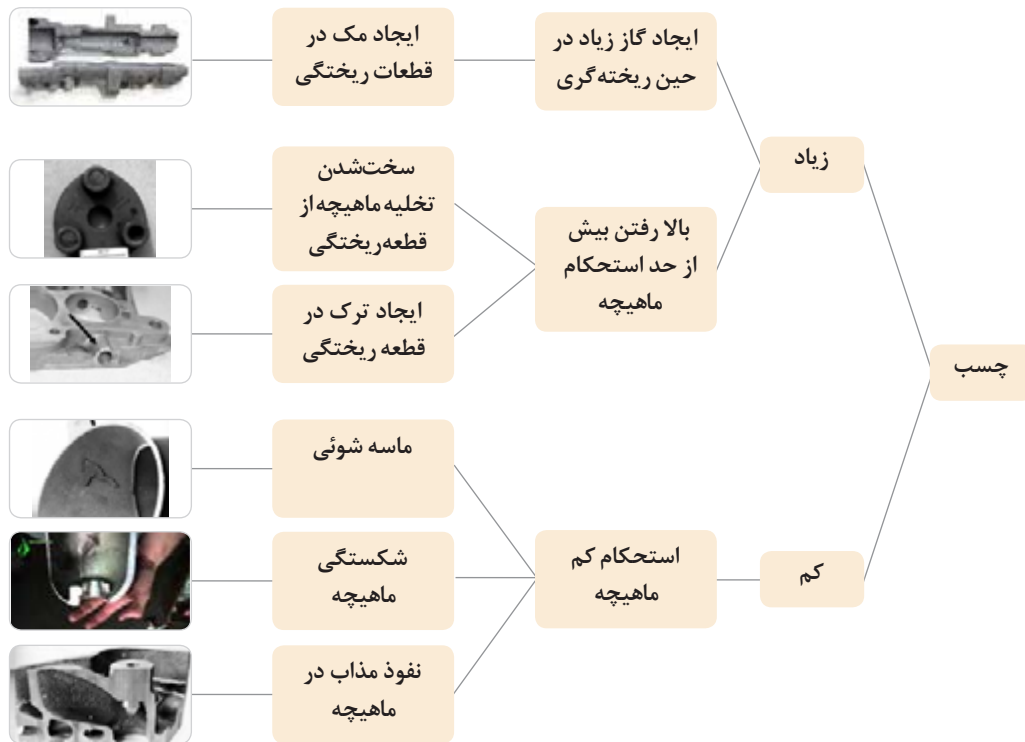 چسب
زیاد
ایجاد گاز زیاد در
حین ریخته‌گری
ایجاد مک در
قطعات ریختگی
بالا رفتن بیش
از حد استحکام
ماهیچه
سخت‌شدن
تخلیه ماهیچه از
قطعه‌ریختگی
ایجاد ترک در
قطعه ریختگی
کم
استحکام کم
ماهیچه
ماسه شوئی
شکستگی
ماهیچه
نفوذ مذاب در
ماهیچه